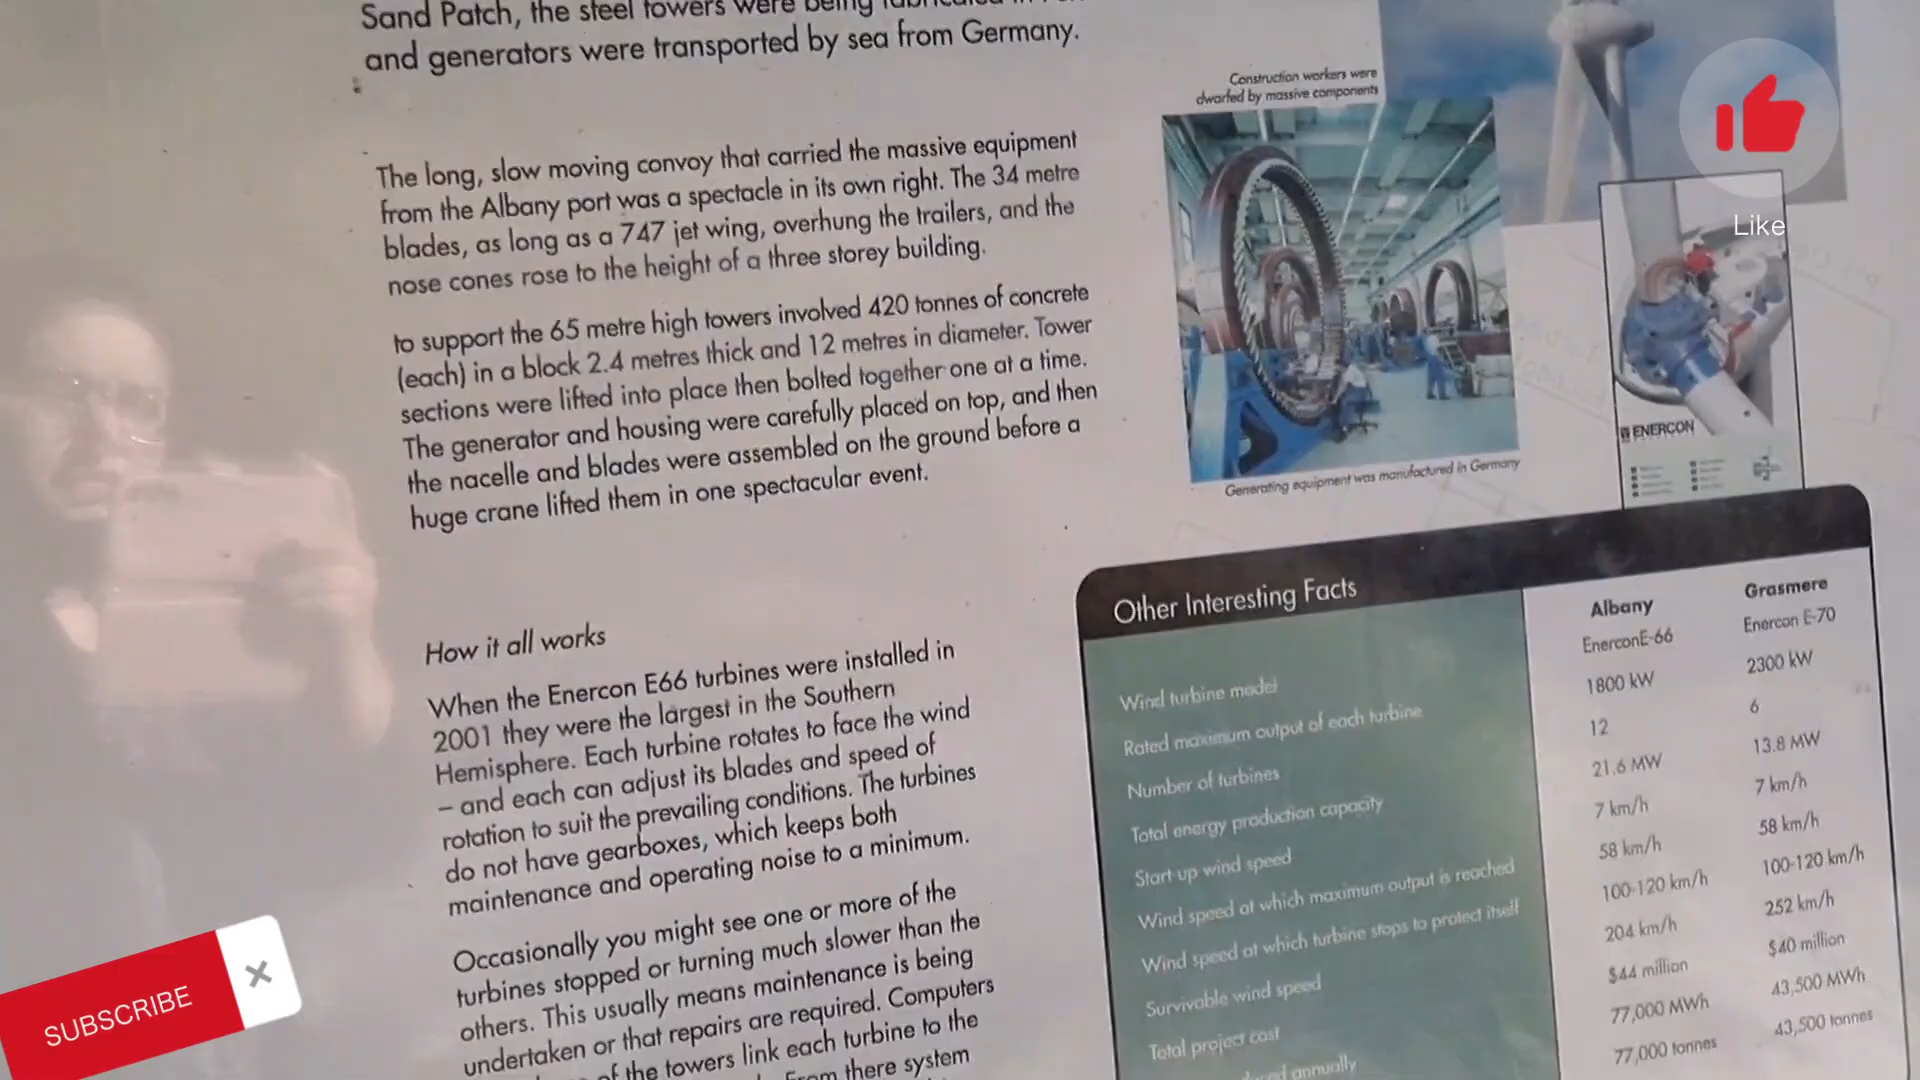 Sand Patch, the steel towers were being fabricated in
and generators were transported by sea from Germany.
The long, slow moving convoy that carried the massive equipment
from the Albany port was a spectacle in its own right. The 34 metre
blades, as long as a 747 jet wing, overhung the trailers, and the
nose cones rose to the height of a three storey building.
to support the 65 metre high towers involved 420 tonnes of concrete
(each) in a block 2.4 metres thick and 12 metres in diameter. Tower
sections were lifted into place then bolted together one at a time.
The generator and housing were carefully placed on top, and then
the nacelle and blades were assembled on the ground before a
huge crane lifted them in one spectacular event.
How it all works
When the Enercon E66 turbines were installed in
2001 they were the largest in the Southern
Hemisphere. Each turbine rotates to face the wind
– and each can adjust its blades and speed of
rotation to suit the prevailing conditions. The turbines
do not have gearboxes, which keeps both
maintenance and operating noise to a minimum.
Occasionally you might see one or more of the
turbines stopped or turning much slower than the
others. This usually means maintenance is being
undertaken or that repairs are required. Computers
of the towers link each turbine to the
From there system
Construction workers were
dwarfed by massive components
Generating equipment was manufactured in Germany
ENERCON
Like
Other Interesting Facts
Albany Grasmere
Wind turbine model EnerconE-66 Enercon E-70
Rated maximum output of each turbine 1800 kW 2300 kW
Number of turbines 12 6
Total energy production capacity 21.6 MW 13.8 MW
Start up wind speed 7 km/h 7 km/h
Wind speed at which maximum output is reached 58 km/h 58 km/h
Wind speed at which turbine stops to protect itself 100-120 km/h 100-120 km/h
Survivable wind speed 204 km/h 252 km/h
Total project cost $44 million $40 million
annually 77,000 MWh 43,500 MWh
77,000 tonnes 43,500 tonnes
SUBSCRIBE